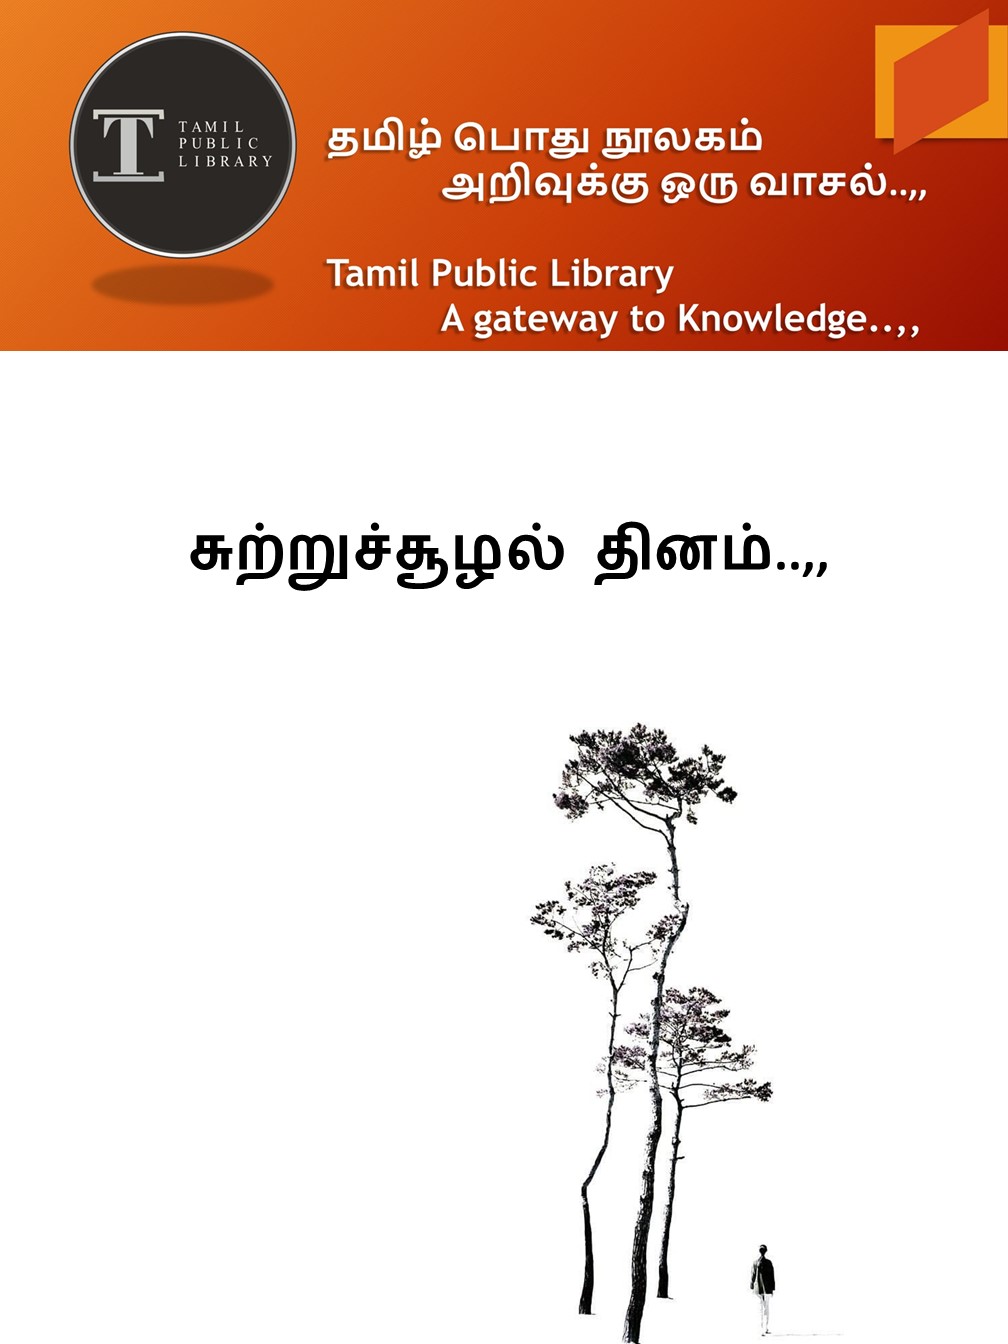 TAMIL
PUBLIC
LIBRARY
தமிழ் பொது நூலகம்
அறிவுக்கு ஒரு வாசல்..,,
Tamil Public Library
A gateway to Knowledge..,,
சுற்றுச்சூழல் தினம்..,,